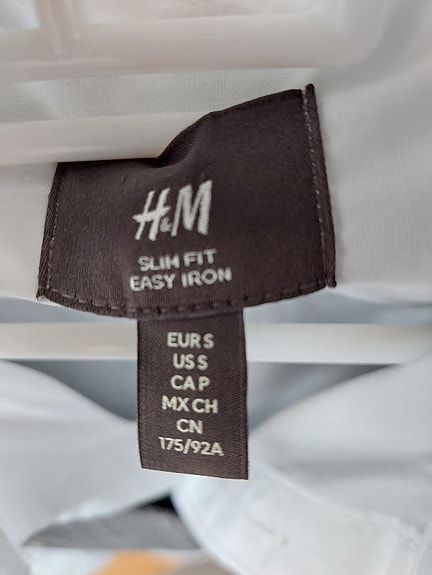 H&M
SLIM FIT
EASY IRON
EUR S
US S
CA P
MX CH
CN
175/92A